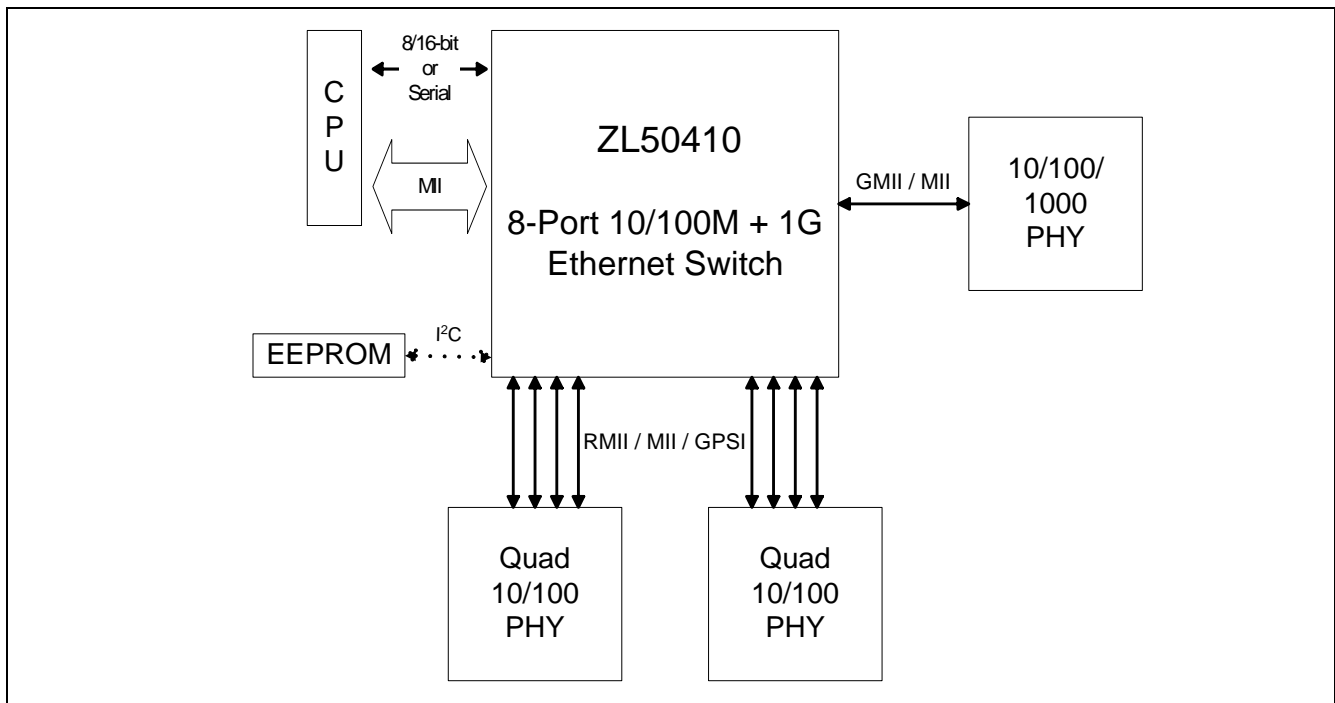 C
P
U
8/16-bit
or
Serial
MII
ZL50410
8-Port 10/100M + 1G
Ethernet Switch
GMII / MII
10/100/
1000
PHY
EEPROM
I²C
RMII / MII / GPSI
Quad
10/100
PHY
Quad
10/100
PHY